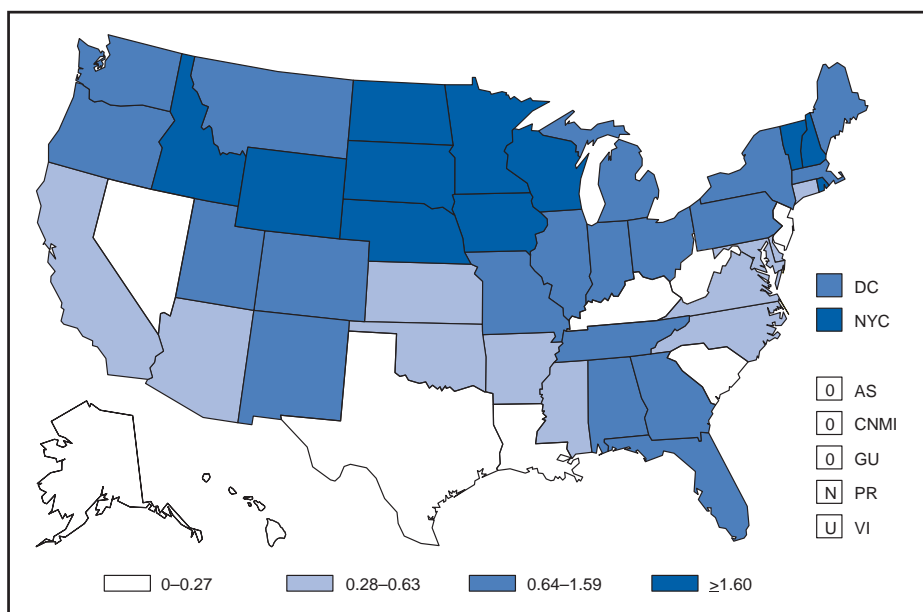 DC
NYC
0 AS
0 CNMI
0 GU
N PR
U VI
0–0.27 0.28–0.63 0.64–1.59 ≥1.60